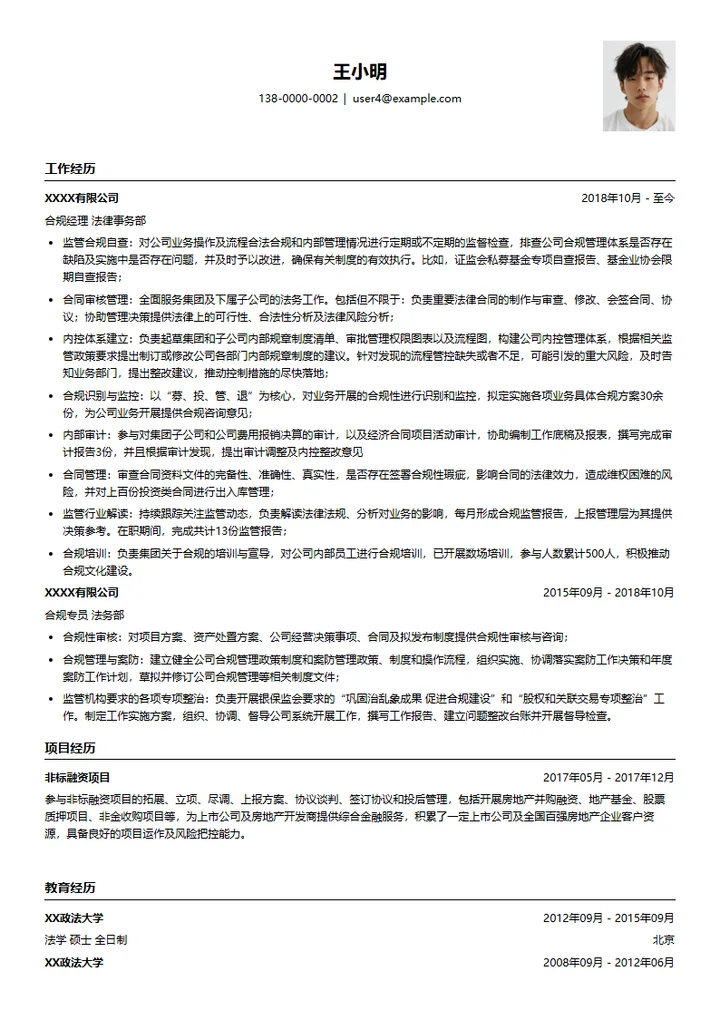 王小明
138-0000-0002 | user4@example.com
工作经历
XXXX有限公司 2018年10月 - 至今
合规经理 法律事务部
• 监管合规自查：对公司业务操作及流程合法合规和内部管理情况进行定期或不定期的监督检查，排查公司合规管理体系是否存在
缺陷及实施中是否存在问题，并及时予以改进，确保有关制度的有效执行。比如，证监会私募基金专项自查报告、基金业协会限
期自查报告；
• 合同审核管理：全面服务集团及下属子公司的法务工作。包括但不限于：负责重要法律合同的制作与审查、修改、会签合同、协
议；协助管理决策提供法律上的可行性、合法性分析及法律风险分析；
• 内控体系建立：负责起草集团和子公司内部规章制度清单、审批管理权限图表以及流程图，构建公司内控管理体系，根据相关监
管政策要求提出制订或修改公司各部门内部规章制度的建议。针对发现的流程管控缺失或者不足，可能引发的重大风险，及时告
知业务部门，提出整改建议，推动控制措施的尽快落地；
• 合规识别与监控：以“募、投、管、退”为核心，对业务开展的合规性进行识别和监控，拟定实施各项业务具体合规方案30余
份，为公司业务开展提供合规咨询意见；
• 内部审计：参与对集团子公司和公司费用报销决算的审计，以及经济合同项目活动审计，协助编制工作底稿及报表，撰写完成审
计报告3份，并且根据审计发现，提出审计调整及内控整改意见
• 合同管理：审查合同资料文件的完备性、准确性、真实性，是否存在签署合规性瑕疵，影响合同的法律效力，造成维权困难的风
险，并对上百份投资类合同进行出入库管理；
• 监管行业解读：持续跟踪关注监管动态，负责解读法律法规、分析对业务的影响，每月形成合规监管报告，上报管理层为其提供
决策参考。在职期间，完成共计13份监管报告；
• 合规培训：负责集团关于合规的培训与宣导，对公司内部员工进行合规培训，已开展数场培训，参与人数累计500人，积极推动
合规文化建设。
XXXX有限公司 2015年09月 - 2018年10月
合规专员 法务部
• 合规性审核：对项目方案、资产处置方案、公司经营决策事项、合同及拟发布制度提供合规性审核与咨询；
• 合规管理与案防：建立健全公司合规管理政策制度和案防管理政策、制度和操作流程，组织实施、协调落实案防工作决策和年度
案防工作计划，草拟并修订公司合规管理等相关制度文件；
• 监管机构要求的各项专项整治：负责开展银保监会要求的“巩固治乱象成果 促进合规建设”和“股权和关联交易专项整治”工
作。制定工作实施方案，组织、协调、督导公司系统开展工作，撰写工作报告、建立问题整改台账并开展督导检查。
项目经历
非标融资项目 2017年05月 - 2017年12月
参与非标融资项目的拓展、立项、尽调、上报方案、协议谈判、签订协议和投后管理，包括开展房地产并购融资、地产基金、股票
质押项目、非金收购项目等，为上市公司及房地产开发商提供综合金融服务，积累了一定上市公司及全国百强房地产企业客户资
源，具备良好的项目运作及风险把控能力。
教育经历
XX政法大学 2012年09月 - 2015年09月
法学 硕士 全日制 北京
XX政法大学 2008年09月 - 2012年06月